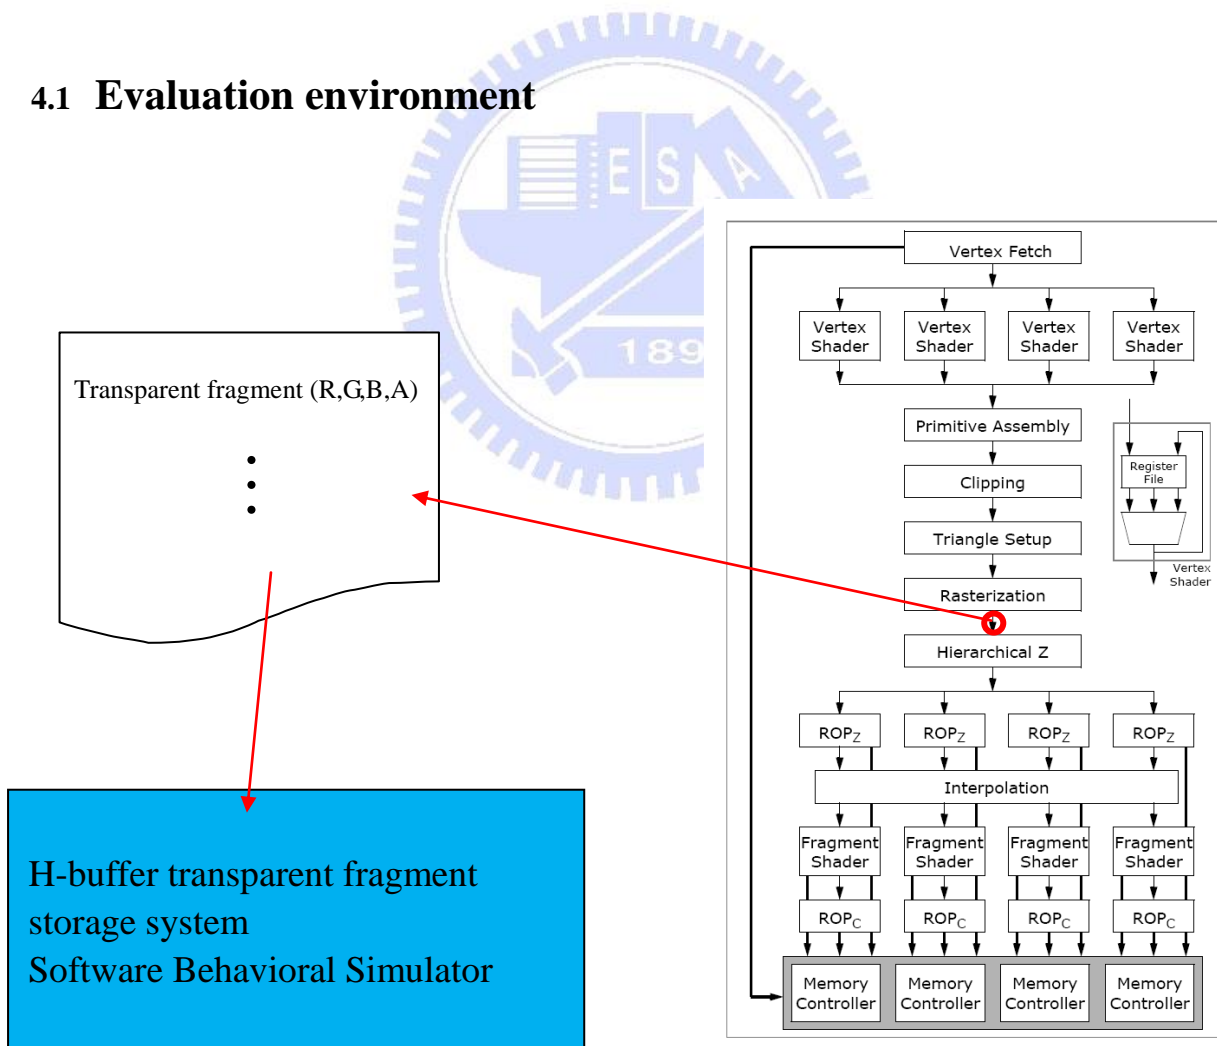 4.1 Evaluation environment
E S A
189
Transparent fragment (R,G,B,A)
H-buffer transparent fragment
storage system
Software Behavioral Simulator
Vertex Fetch
Vertex
Shader
Vertex
Shader
Vertex
Shader
Vertex
Shader
Primitive Assembly
Clipping
Triangle Setup
Rasterization
Register
File
Vertex
Shader
Hierarchical Z
ROPZ
ROPZ
ROPZ
ROPZ
Interpolation
Fragment
Shader
Fragment
Shader
Fragment
Shader
Fragment
Shader
ROPC
ROPC
ROPC
ROPC
Memory
Controller
Memory
Controller
Memory
Controller
Memory
Controller